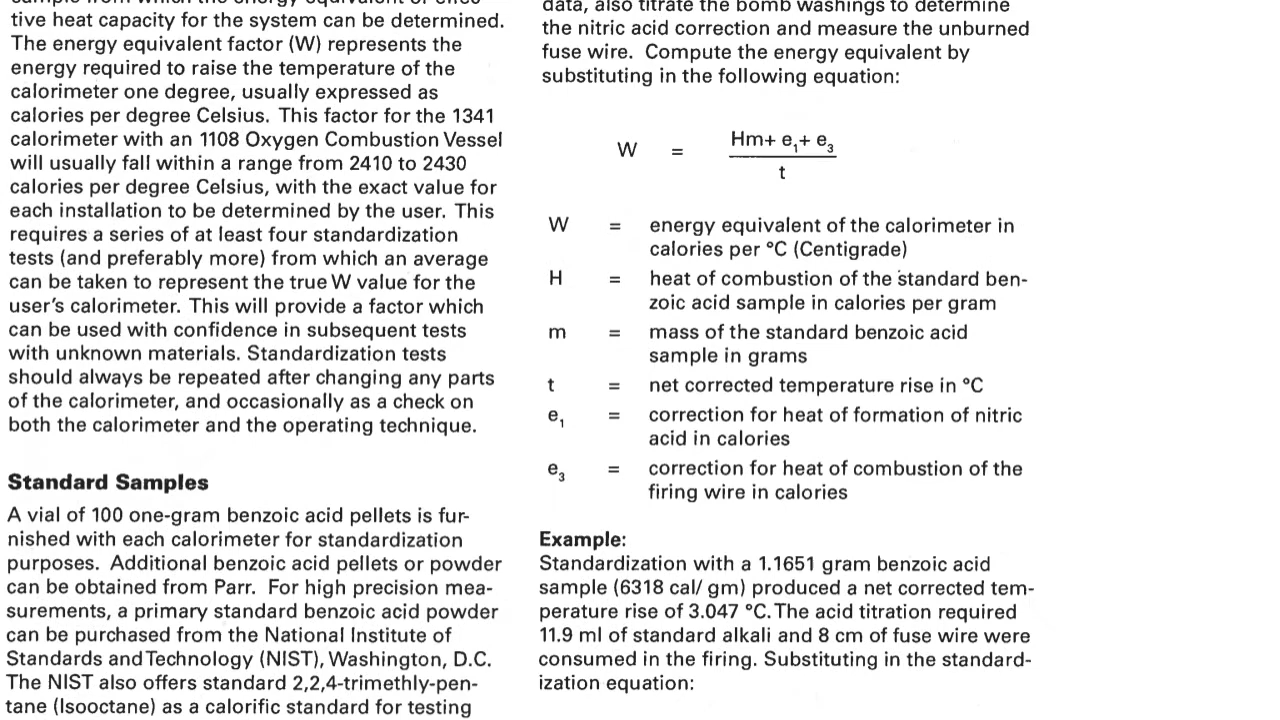 tive heat capacity for the system can be determined.
The energy equivalent factor (W) represents the
energy required to raise the temperature of the
calorimeter one degree, usually expressed as
calories per degree Celsius. This factor for the 1341
calorimeter with an 1108 Oxygen Combustion Vessel
will usually fall within a range from 2410 to 2430
calories per degree Celsius, with the exact value for
each installation to be determined by the user. This
requires a series of at least four standardization
tests (and preferably more) from which an average
can be taken to represent the true W value for the
user's calorimeter. This will provide a factor which
can be used with confidence in subsequent tests
with unknown materials. Standardization tests
should always be repeated after changing any parts
of the calorimeter, and occasionally as a check on
both the calorimeter and the operating technique.
Standard Samples
A vial of 100 one-gram benzoic acid pellets is fur-
nished with each calorimeter for standardization
purposes. Additional benzoic acid pellets or powder
can be obtained from Parr. For high precision mea-
surements, a primary standard benzoic acid powder
can be purchased from the National Institute of
Standards and Technology (NIST), Washington, D.C.
The NIST also offers standard 2,2,4-trimethly-pen-
tane (Isooctane) as a calorific standard for testing
data, also titrate the bomb washings to determine
the nitric acid correction and measure the unburned
fuse wire. Compute the energy equivalent by
substituting in the following equation:
Hm+ e₁+ e₃
W =
t
W = energy equivalent of the calorimeter in
calories per °C (Centigrade)
H = heat of combustion of the standard ben-
zoic acid sample in calories per gram
m = mass of the standard benzoic acid
sample in grams
t = net corrected temperature rise in °C
e₁ = correction for heat of formation of nitric
acid in calories
e₃ = correction for heat of combustion of the
firing wire in calories
Example:
Standardization with a 1.1651 gram benzoic acid
sample (6318 cal/ gm) produced a net corrected tem-
perature rise of 3.047 °C. The acid titration required
11.9 ml of standard alkali and 8 cm of fuse wire were
consumed in the firing. Substituting in the standard-
ization equation: